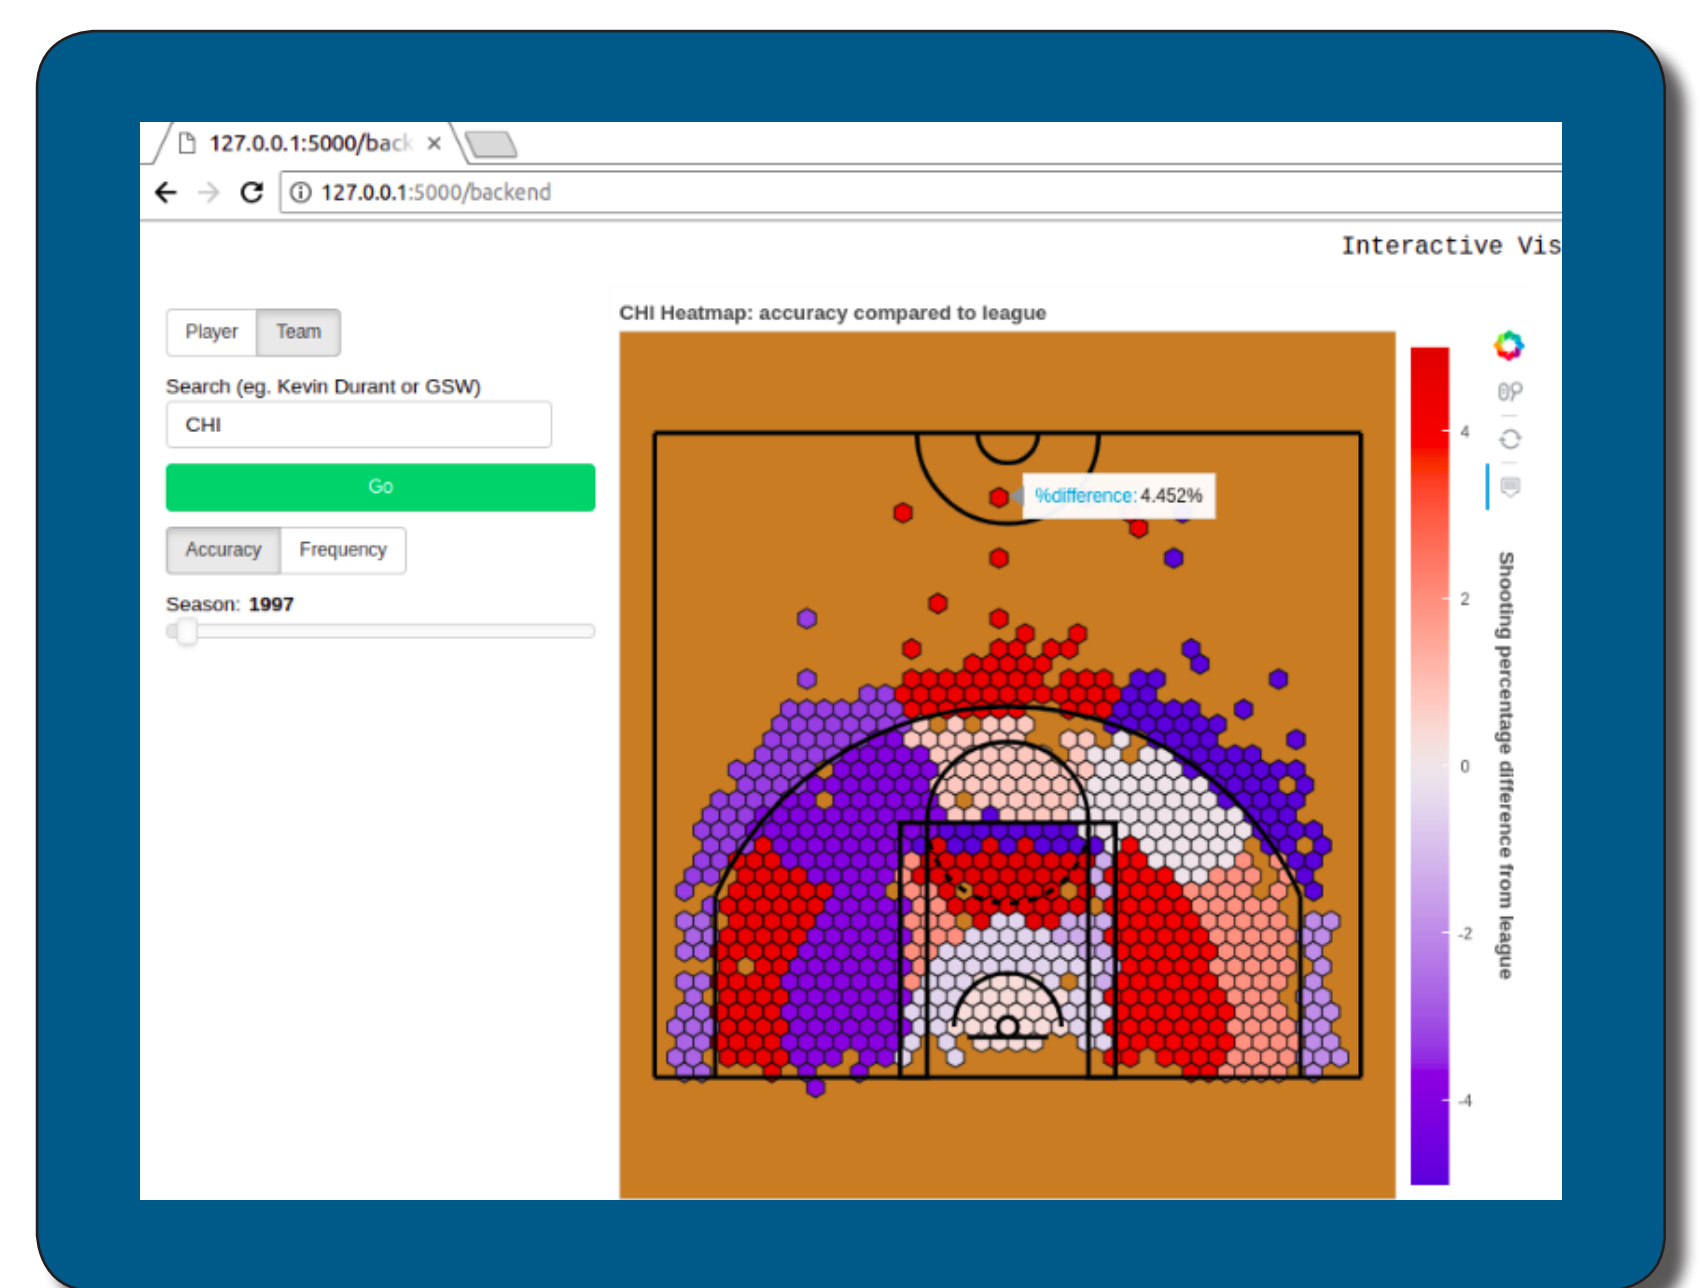 127.0.0.1:5000/back
127.0.0.1:5000/backend
Interactive Vis
Player Team
Search (eg. Kevin Durant or GSW)
CHI
Go
Accuracy Frequency
Season: 1997
CHI Heatmap: accuracy compared to league
%difference: 4.452%
4
2
0
-2
-4
Shooting percentage difference from league